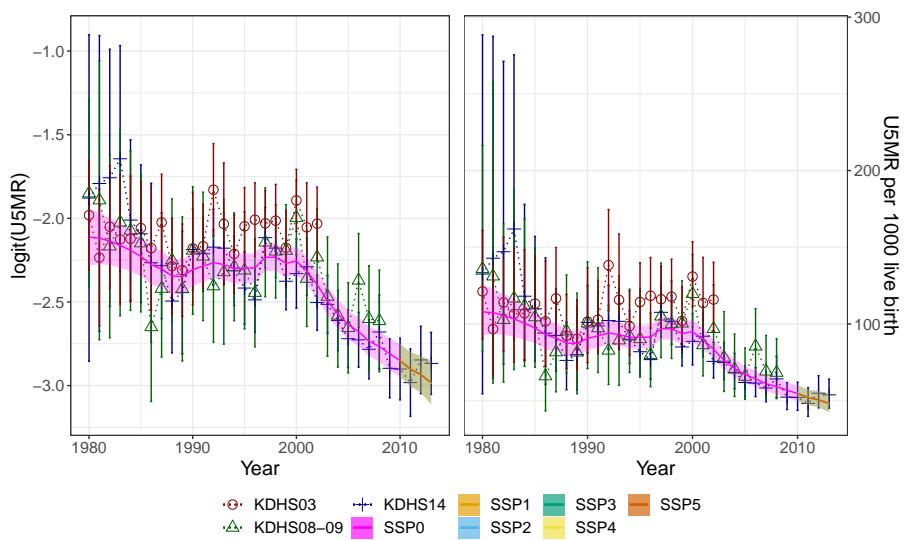 −1.0
−1.5
−2.0
−2.5
−3.0
logit(U5MR)
1980 1990 2000 2010
Year
300
200
100
U5MR per 1000 live birth
1980 1990 2000 2010
Year
KDHS03 KDHS14 SSP1 SSP3 SSP5
KDHS08−09 SSP0 SSP2 SSP4